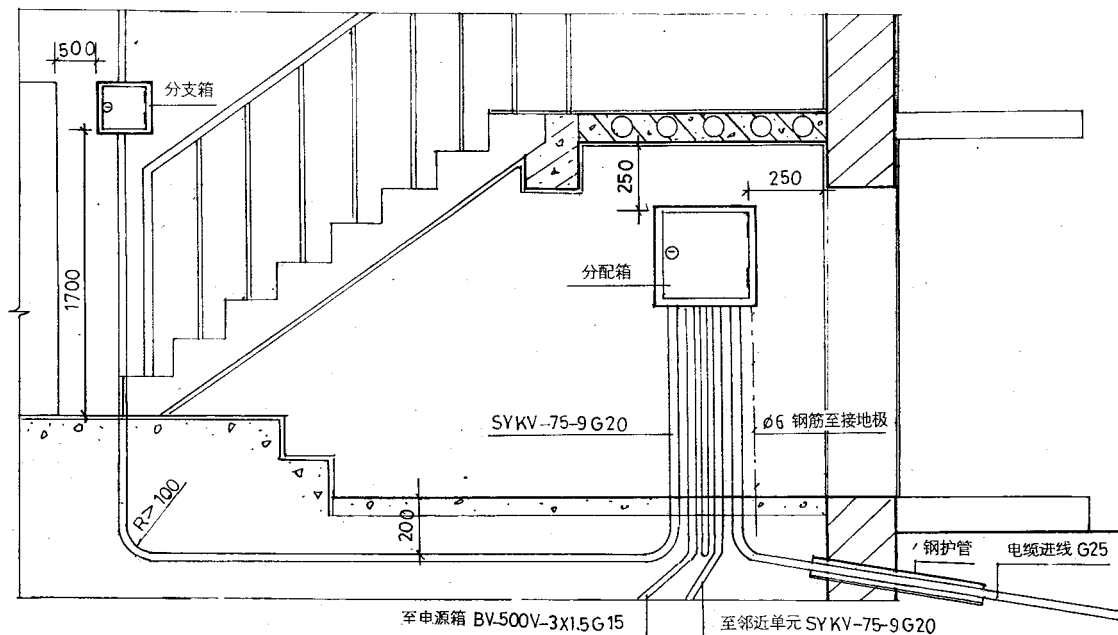 500
分支箱
250
250
分配箱
1700
SYKV-75-9G20
Ø6 钢筋至接地极
R>100
200
钢护管
电缆进线 G25
至电源箱 BV-500V-3X1.5G15
至邻近单元 SYKV-75-9G20